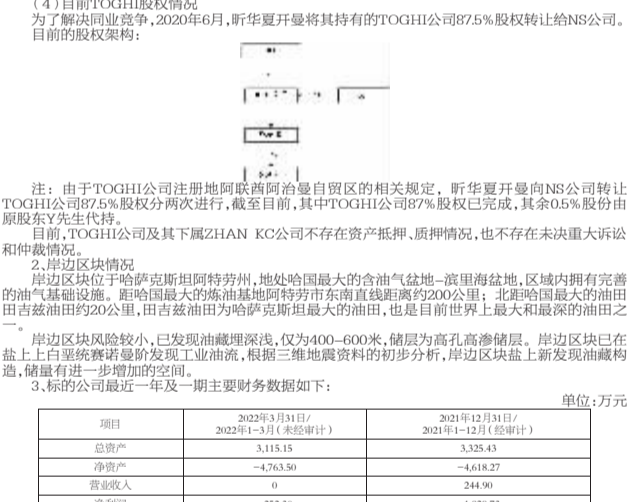 (4)目前TOGHI股权情况
为了解决同业竞争,2020年6月,昕华夏开曼将其持有的TOGHI公司87.5%股权转让给NS公司。
目前的股权架构:
注：由于TOGHI公司注册地阿联酋阿治曼自贸区的相关规定，昕华夏开曼向NS公司转让
TOGHI公司87.5%股权分两次进行,截至目前,其中TOGHI公司87%股权已完成,其余0.5%股份由
原股东Y先生代持。
目前,TOGHI公司及其下属ZHAN KC公司不存在资产抵押、质押情况,也不存在未决重大诉讼
和仲裁情况。
2、岸边区块情况
岸边区块位于哈萨克斯坦阿特劳州,地处哈国最大的含油气盆地–滨里海盆地,区域内拥有完善
的油气基础设施。距哈国最大的炼油基地阿特劳市东南直线距离约200公里；北距哈国最大的油田
田吉兹油田约20公里,田吉兹油田为哈萨克斯坦最大的油田,也是目前世界上最大和最深的油田之
一。
岸边区块风险较小,已发现油藏埋深浅,仅为400–600米,储层为高孔高渗储层。岸边区块已在
盐上上白垩统赛诺曼阶发现工业油流,根据三维地震资料的初步分析,岸边区块盐上新发现油藏构
造,储量有进一步增加的空间。
3、标的公司最近一年及一期主要财务数据如下:
单位:万元
项目 2022年3月31日/ 2021年12月31日/
2022年1–3月(未经审计) 2021年1–12月(经审计)
总资产 3,115.15 3,325.43
净资产 –4,763.50 –4,618.27
营业收入 0 244.90